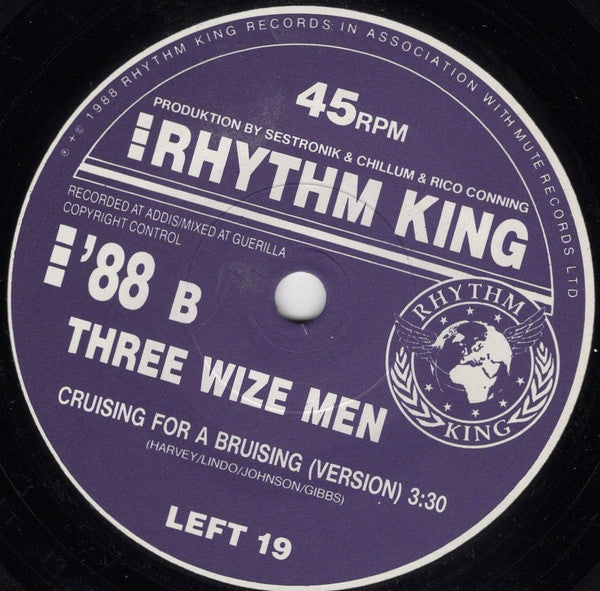 ℗ + © 1988 RHYTHM KING RECORDS IN ASSOCIATION WITH MUTE RECORDS LTD
45RPM
PRODUKTION BY SESTRONIK & CHILLUM & RICO CONNING
RHYTHM KING
RECORDED AT ADDIS/MIXED AT GUERILLA
COPYRIGHT CONTROL
'88 B
THREE WIZE MEN
RHYTHM
KING
CRUISING FOR A BRUISING (VERSION) 3:30
(HARVEY/LINDO/JOHNSON/GIBBS)
LEFT 19